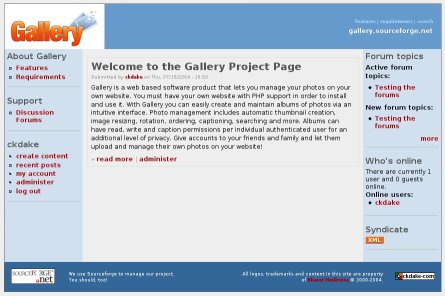 Gallery
features | requirements | search
gallery.sourceforge.net
About Gallery
Features
Requirements
Support
Discussion
Forums
ckdake
create content
recent posts
my account
administer
log out
Welcome to the Gallery Project Page
Submitted by ckdake on Thu, 07/15/2004 - 10:50.
Gallery is a web based software product that lets you manage your photos on your
own website. You must have your own website with PHP support in order to install
and use it. With Gallery you can easily create and maintain albums of photos via an
intuitive interface. Photo management includes automatic thumbnail creation,
image resizing, rotation, ordering, captioning, searching and more. Albums can
have read, write and caption permissions per individual authenticated user for an
additional level of privacy. Give accounts to your friends and family and let them
upload and manage their own photos on your website!
» read more | administer
Forum topics
Active forum
topics:
Testing the
forums
New forum topics:
Testing the
forums
more
Who's online
There are currently
1 user and 0 guests
online.
Online users:
ckdake
Syndicate
XML
SOURCEFORGE
.net
We use Sourceforge to manage our project.
You should, too!
All logos, trademarks and content in this site are property
of Bharat Mediratta © 2000-2004.
ckdake.com